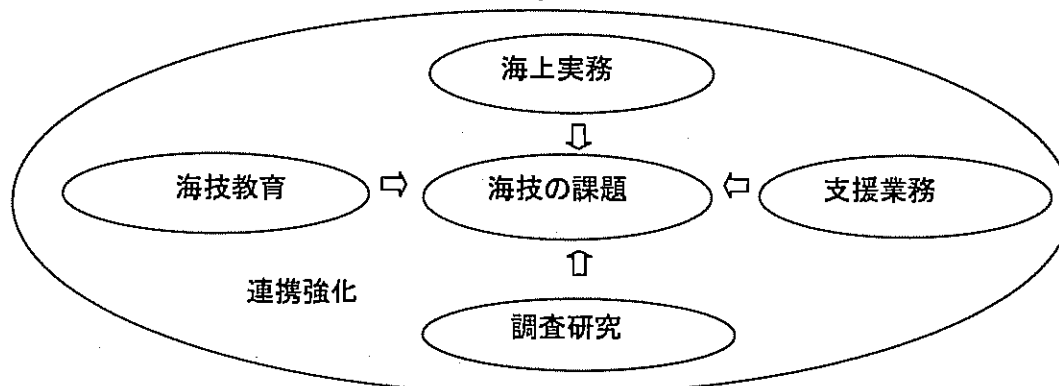 海上実務
海技教育
海技の課題
支援業務
連携強化
調査研究